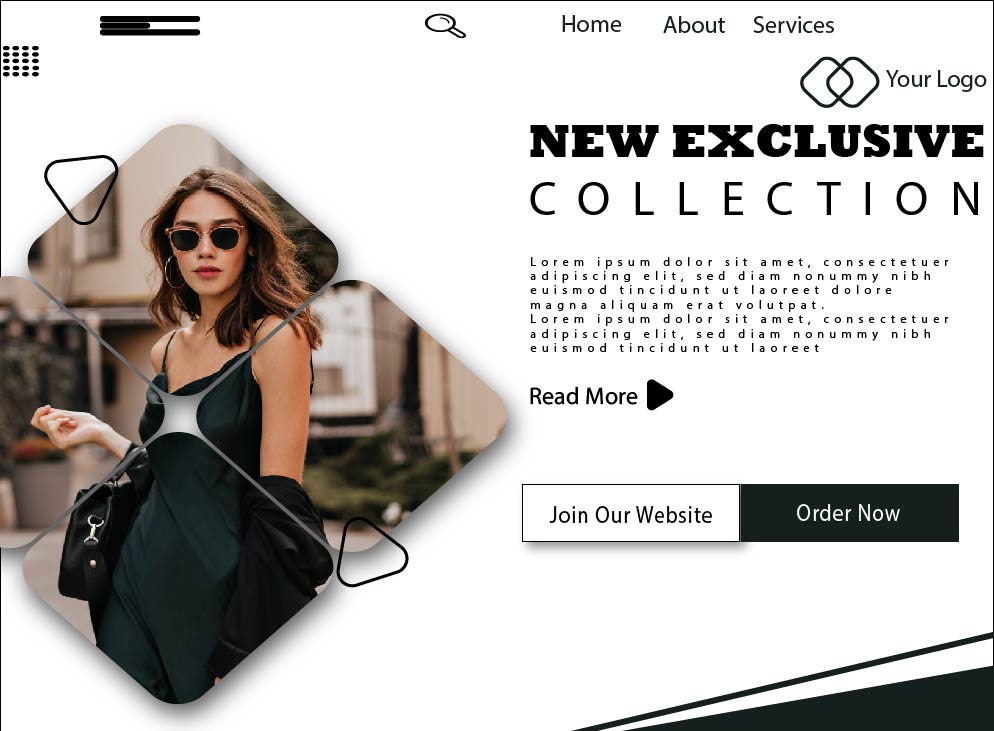 Home About Services
Your Logo
NEW EXCLUSIVE
COLLECTION
Lorem ipsum dolor sit amet, consectetuer
adipiscing elit, sed diam nonummy nibh
euismod tincidunt ut laoreet dolore
magna aliquam erat volutpat.
Lorem ipsum dolor sit amet, consectetuer
adipiscing elit, sed diam nonummy nibh
euismod tincidunt ut laoreet
Read More
Join Our Website
Order Now